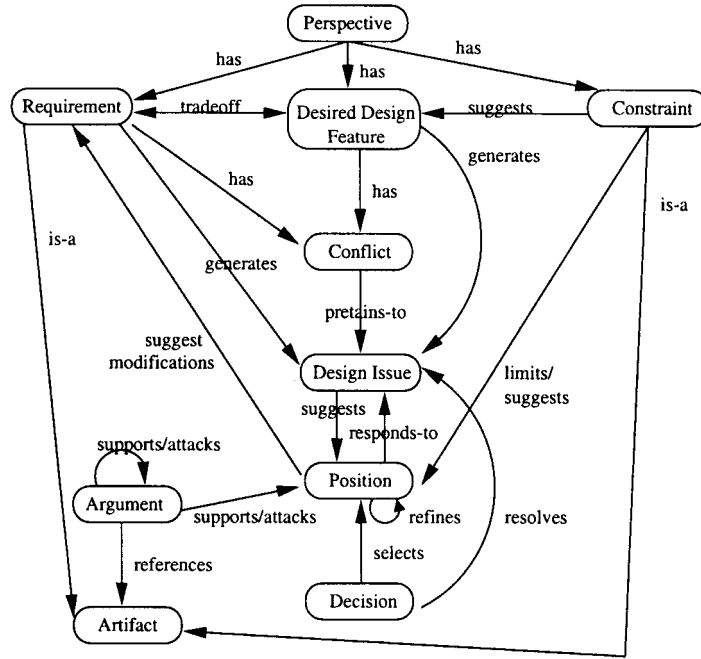 Perspective
has
has
has
Requirement
tradeoff
Desired Design
Feature
suggests
Constraint
generates
has
has
is-a
is-a
Conflict
generates
pretains-to
suggest
modifications
Design Issue
limits/
suggests
suggests
responds-to
supports/attacks
Position
Argument
supports/attacks
refines
resolves
selects
references
Decision
Artifact